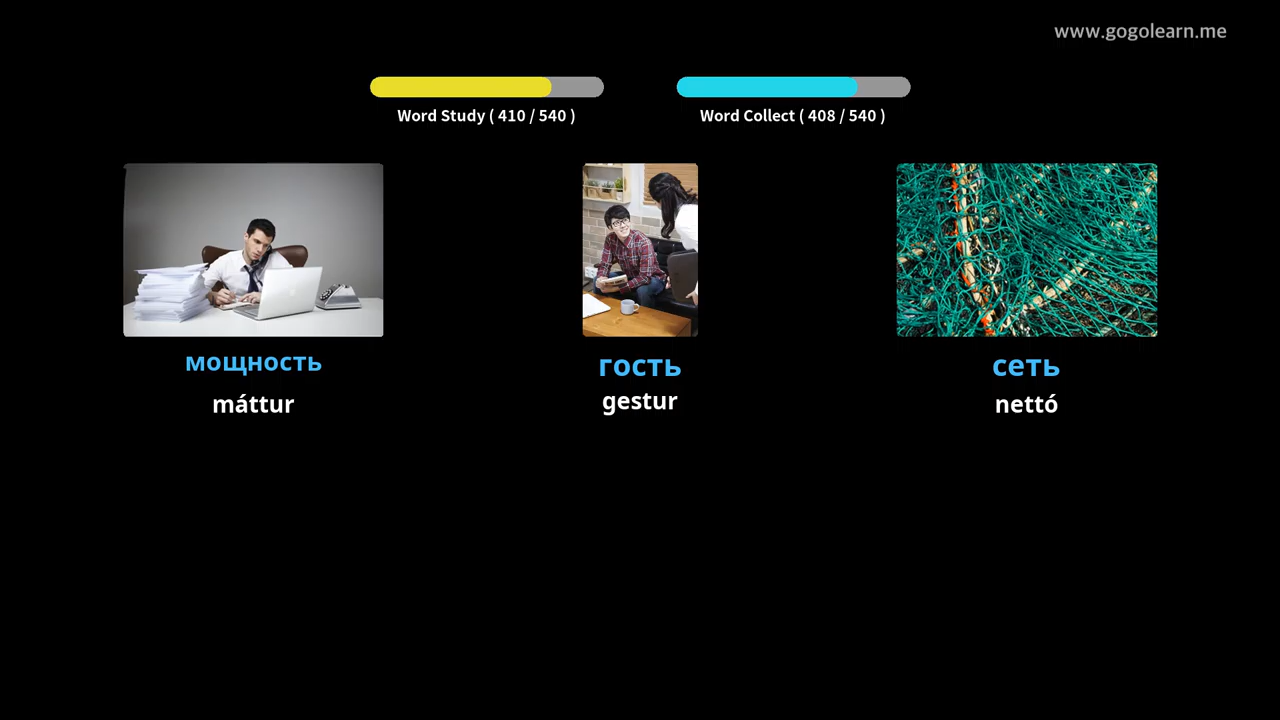 www.gogolearn.me
Word Study ( 410 / 540 )
Word Collect ( 408 / 540 )
мощность
гость
сеть
máttur
gestur
nettó